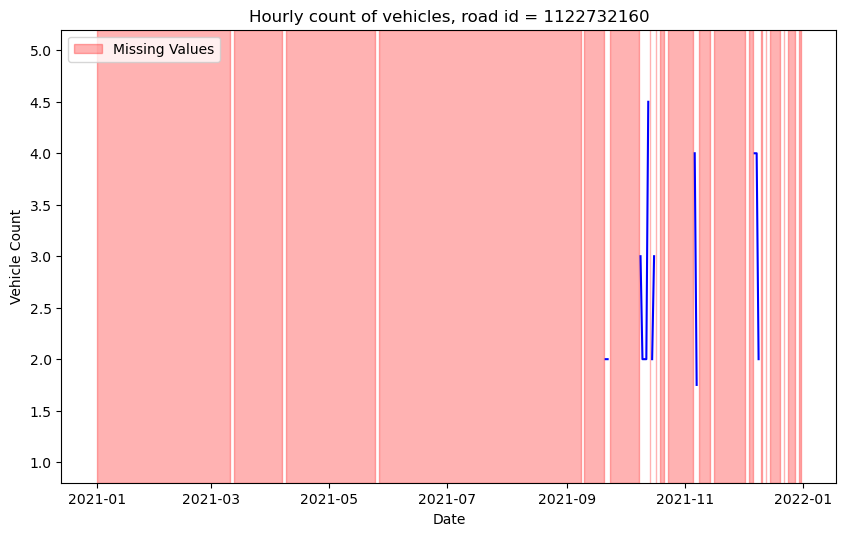 Hourly count of vehicles, road id = 1122732160
Missing Values
Vehicle Count
5.0
4.5
4.0
3.5
3.0
2.5
2.0
1.5
1.0
2021-01 2021-03 2021-05 2021-07 2021-09 2021-11 2022-01
Date